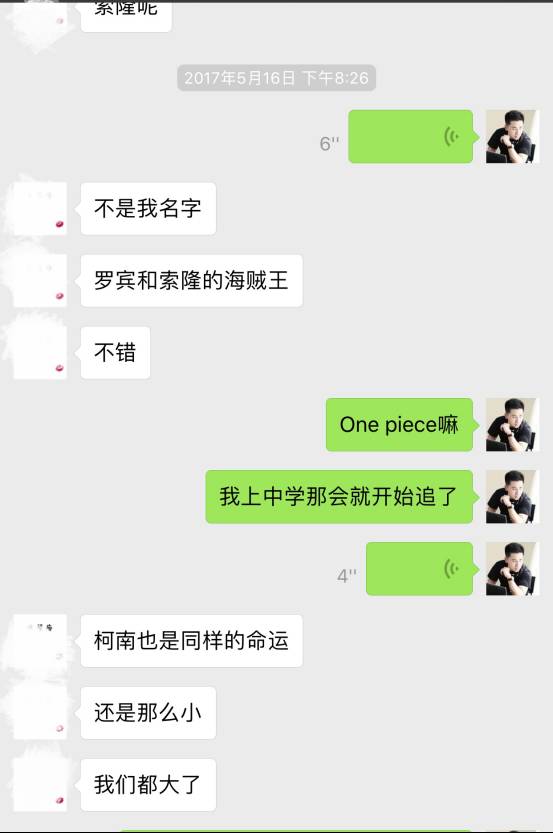 索隆呢
2017年5月16日 下午8:26
6''
不是我名字
罗宾和索隆的海贼王
不错
One piece嘛
我上中学那会就开始追了
4''
柯南也是同样的命运
还是那么小
我们都大了